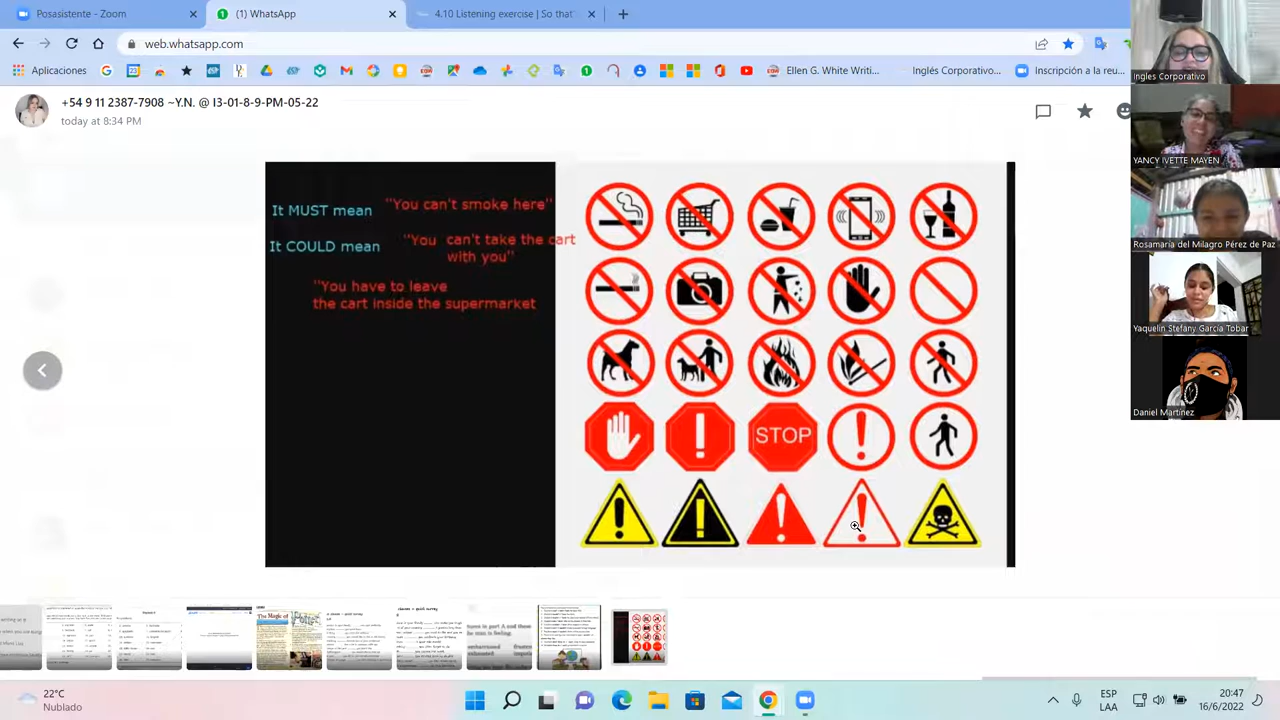 Posasistente - Zoom
(1) WhatsApp
4.10 Listening exercise | So that'
web.whatsapp.com
Aplicaciones
Ellen G. White Writi...
Ingles Corporativo...
Inscripción a la reu...
+54 9 11 2387-7908 ~Y.N. @ I3-01-8-9-PM-05-22
today at 8:34 PM
It MUST mean "You can't smoke here"
It COULD mean "You can't take the cart
with you"
"You have to leave
the cart inside the supermarket
STOP
Ingles Corporativo
YANCY IVETTE MAYEN
Rosamaría del Milagro Pérez de Paz
Yaquelin Stefany García Tobar
Daniel Martinez
22°C
Nublado
ESP
LAA
20:47
16/6/2022